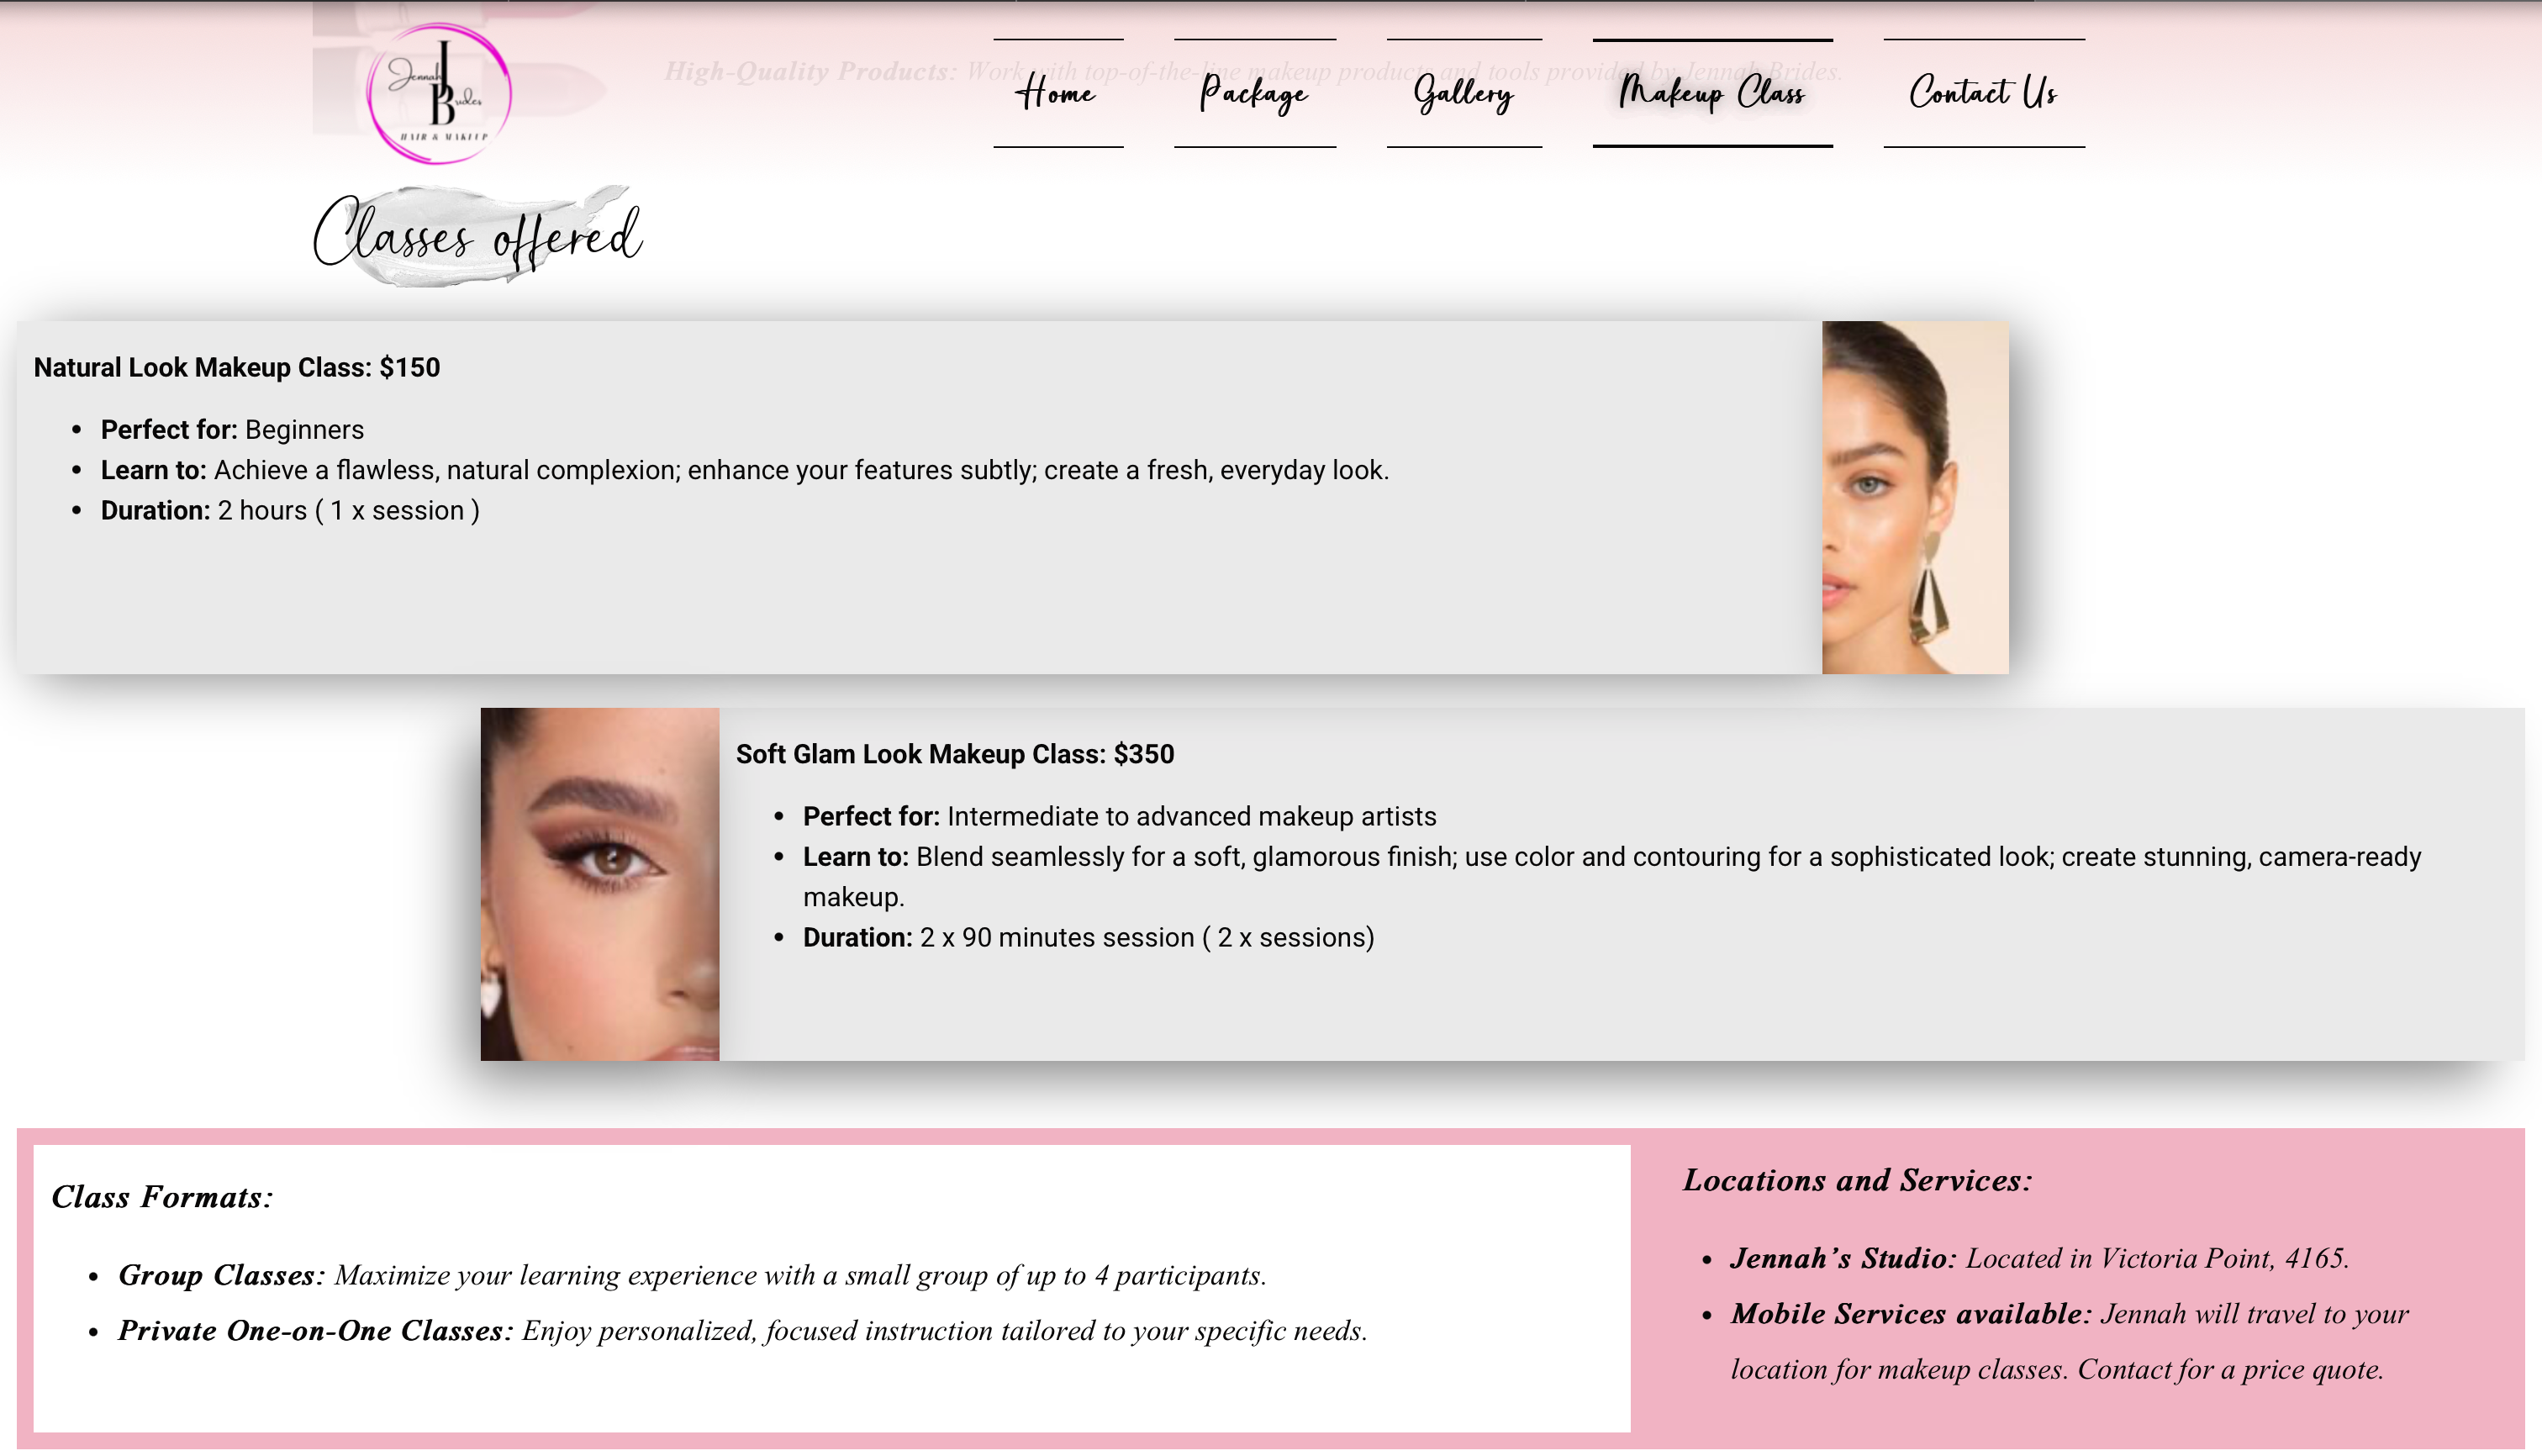 High-Quality Products: Work with top-of-the-line makeup products and tools provided by Jennah Brides.
Jennah
JB
rides
HAIR & MAKEUP
Home
Package
Gallery
Makeup Class
Contact Us
Classes offered
Natural Look Makeup Class: $150
• Perfect for: Beginners
• Learn to: Achieve a flawless, natural complexion; enhance your features subtly; create a fresh, everyday look.
• Duration: 2 hours ( 1 x session )
Soft Glam Look Makeup Class: $350
• Perfect for: Intermediate to advanced makeup artists
• Learn to: Blend seamlessly for a soft, glamorous finish; use color and contouring for a sophisticated look; create stunning, camera-ready
makeup.
• Duration: 2 x 90 minutes session ( 2 x sessions)
Class Formats:
• Group Classes: Maximize your learning experience with a small group of up to 4 participants.
• Private One-on-One Classes: Enjoy personalized, focused instruction tailored to your specific needs.
Locations and Services:
• Jennah’s Studio: Located in Victoria Point, 4165.
• Mobile Services available: Jennah will travel to your
location for makeup classes. Contact for a price quote.